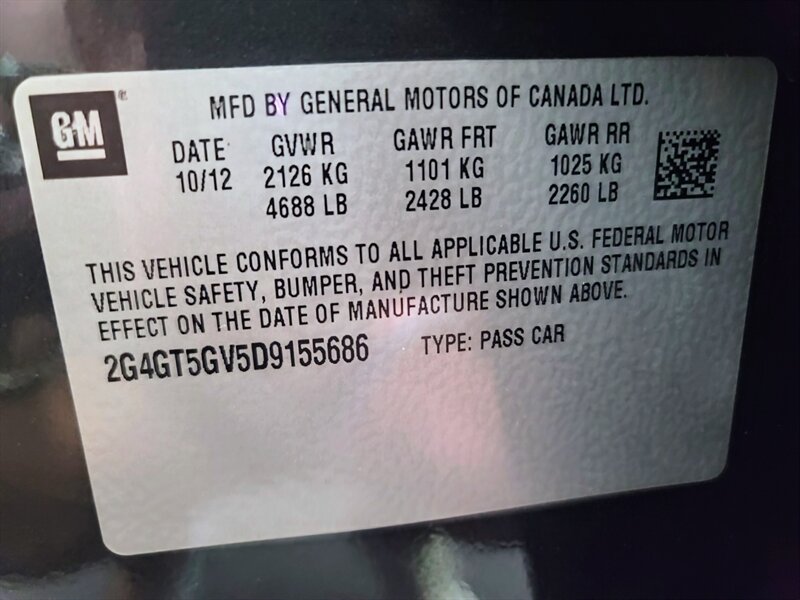 GM ®
MFD BY GENERAL MOTORS OF CANADA LTD.
DATE GVWR GAWR FRT GAWR RR
10/12 2126 KG 1101 KG 1025 KG
4688 LB 2428 LB 2260 LB
THIS VEHICLE CONFORMS TO ALL APPLICABLE U.S. FEDERAL MOTOR
VEHICLE SAFETY, BUMPER, AND THEFT PREVENTION STANDARDS IN
EFFECT ON THE DATE OF MANUFACTURE SHOWN ABOVE.
2G4GT5GV5D9155686 TYPE: PASS CAR